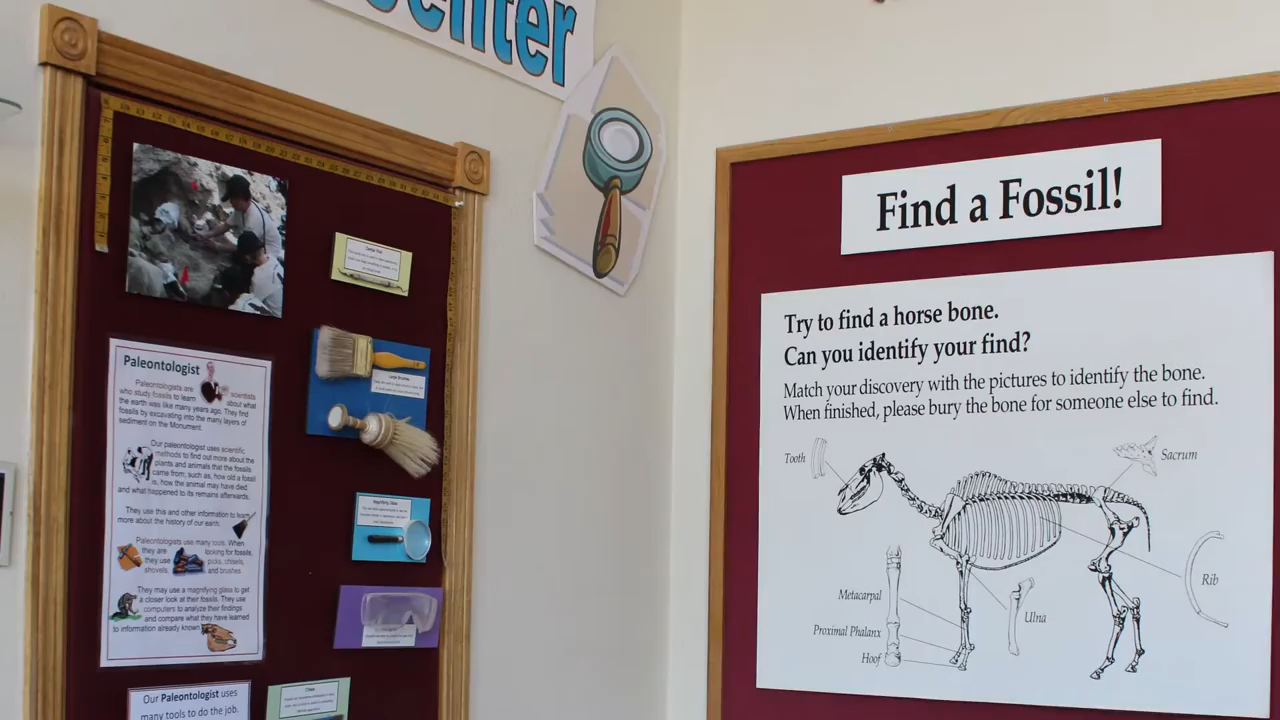 Center
Paleontologist
Paleontologists are scientists
who study fossils to learn about what
the earth was like many years ago. They find
fossils by excavating into the many layers of
sediment on the Monument.
Our paleontologist uses scientific
methods to find out more about the
plants and animals that the fossils
came from; such as, how old a fossil
is, how the animal may have died
and what happened to its remains afterwards.
They use this and other information to learn
more about the history of our earth.
Paleontologists use many tools. When
they are looking for fossils,
they use picks, chisels,
shovels, and brushes.
They may use a magnifying glass to get
a closer look at their fossils. They use
computers to analyze their findings
and compare what they have learned
to information already known.
Our Paleontologist uses
many tools to do the job.
Large Brushes
Magnifying Glass
Find a Fossil!
Try to find a horse bone.
Can you identify your find?
Match your discovery with the pictures to identify the bone.
When finished, please bury the bone for someone else to find.
Tooth
Sacrum
Rib
Metacarpal
Ulna
Proximal Phalanx
Hoof